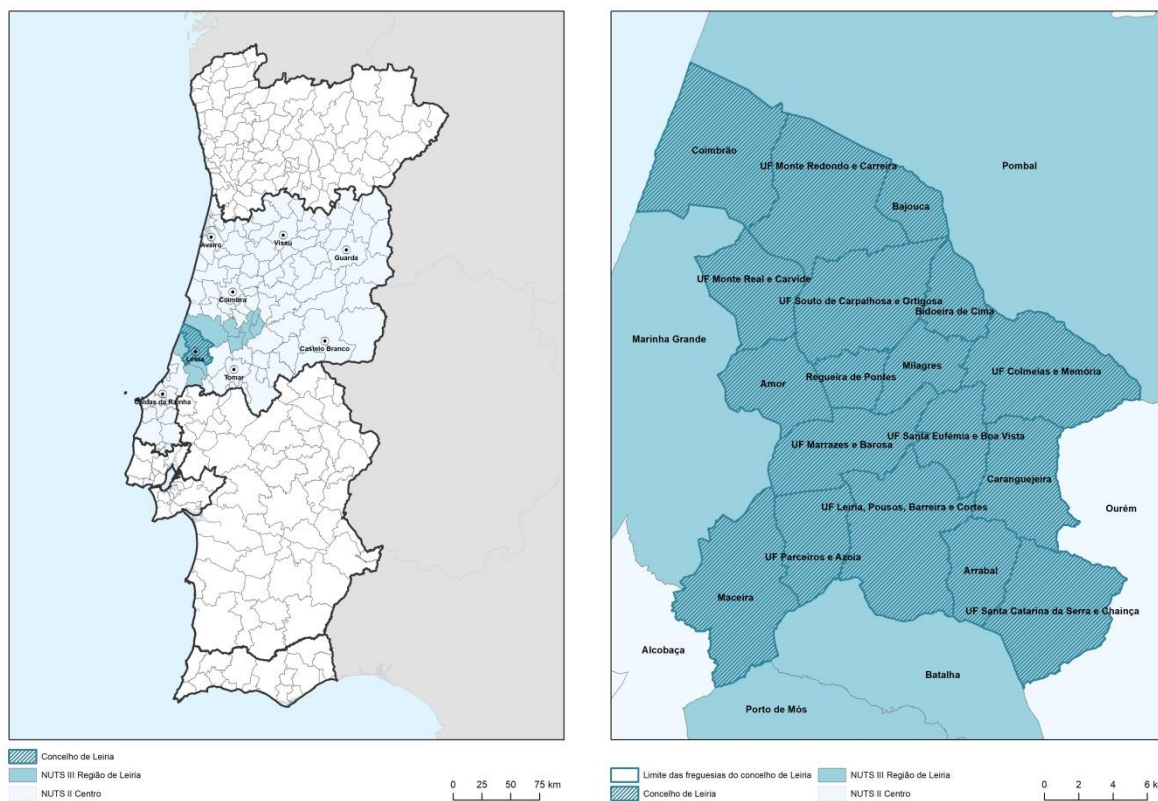 Aveiro
Viseu
Guarda
Coimbra
Leiria
Castelo Branco
Tomar
Caldas da Rainha
Concelho de Leiria
NUTS III Região de Leiria
NUTS II Centro
0 25 50 75 km
Coimbrão
UF Monte Redondo e Carreira
Pombal
Bajouca
UF Monte Real e Carvide
UF Souto de Carpalhosa e Ortigosa
Bidoeira de Cima
Marinha Grande
Milagres
UF Colmeias e Memória
Regueira de Pontes
Amor
UF Marrazes e Barosa
UF Santa Eufémia e Boa Vista
Caranguejeira
Ourém
UF Leiria, Pousos, Barreira e Cortes
UF Parceiros e Azoia
Arrabal
Maceira
UF Santa Catarina da Serra e Chainça
Alcobaça
Batalha
Porto de Mós
Limite das freguesias do concelho de Leiria
Concelho de Leiria
NUTS III Região de Leiria
NUTS II Centro
0 2 4 6 k